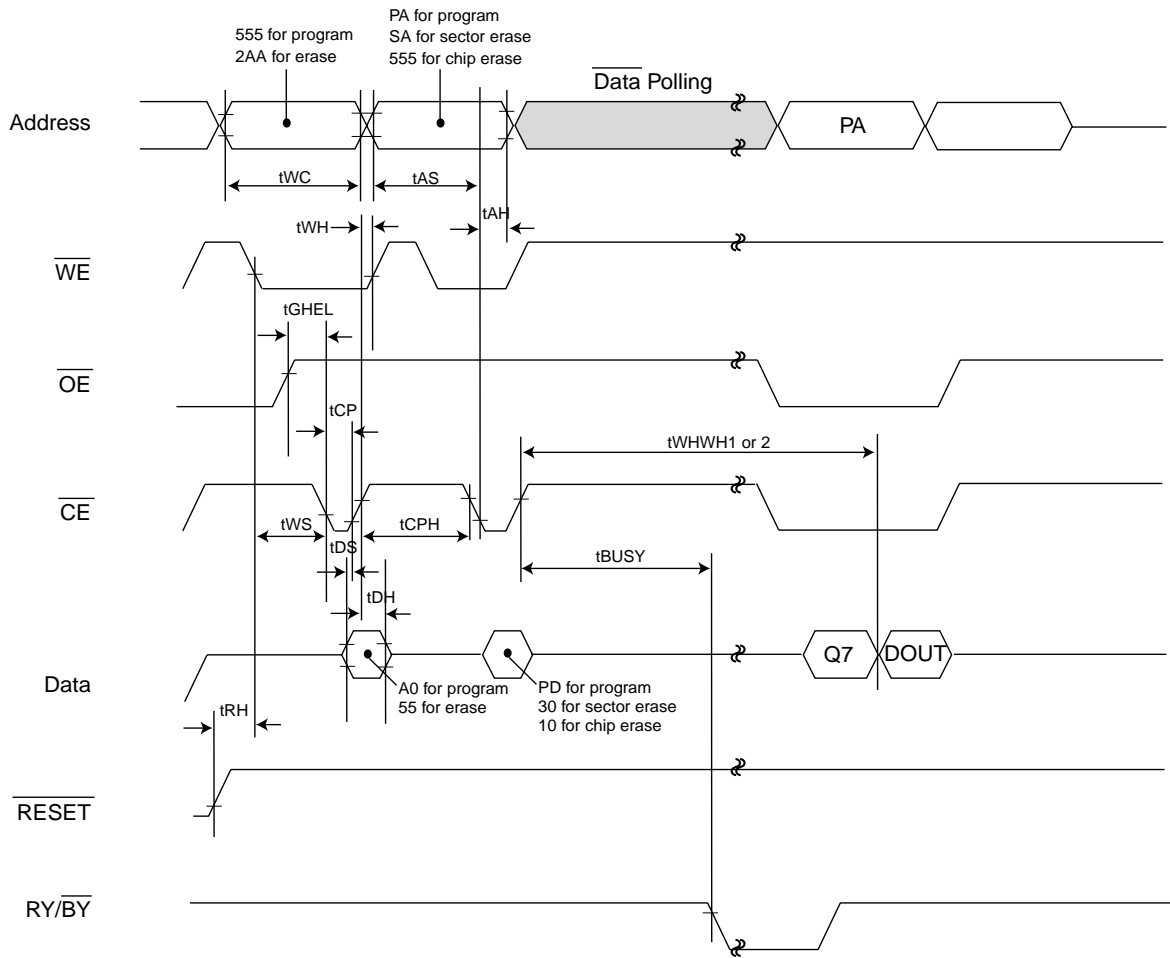 555 for program
2AA for erase
PA for program
SA for sector erase
555 for chip erase
Data Polling
Address
PA
tWC
tAS
tWH
tAH
WE
tGHEL
OE
tCP
tWHWH1 or 2
CE
tWS
tCPH
tDS
tBUSY
tDH
Q7
DOUT
Data
A0 for program
55 for erase
PD for program
30 for sector erase
10 for chip erase
tRH
RESET
RY/BY